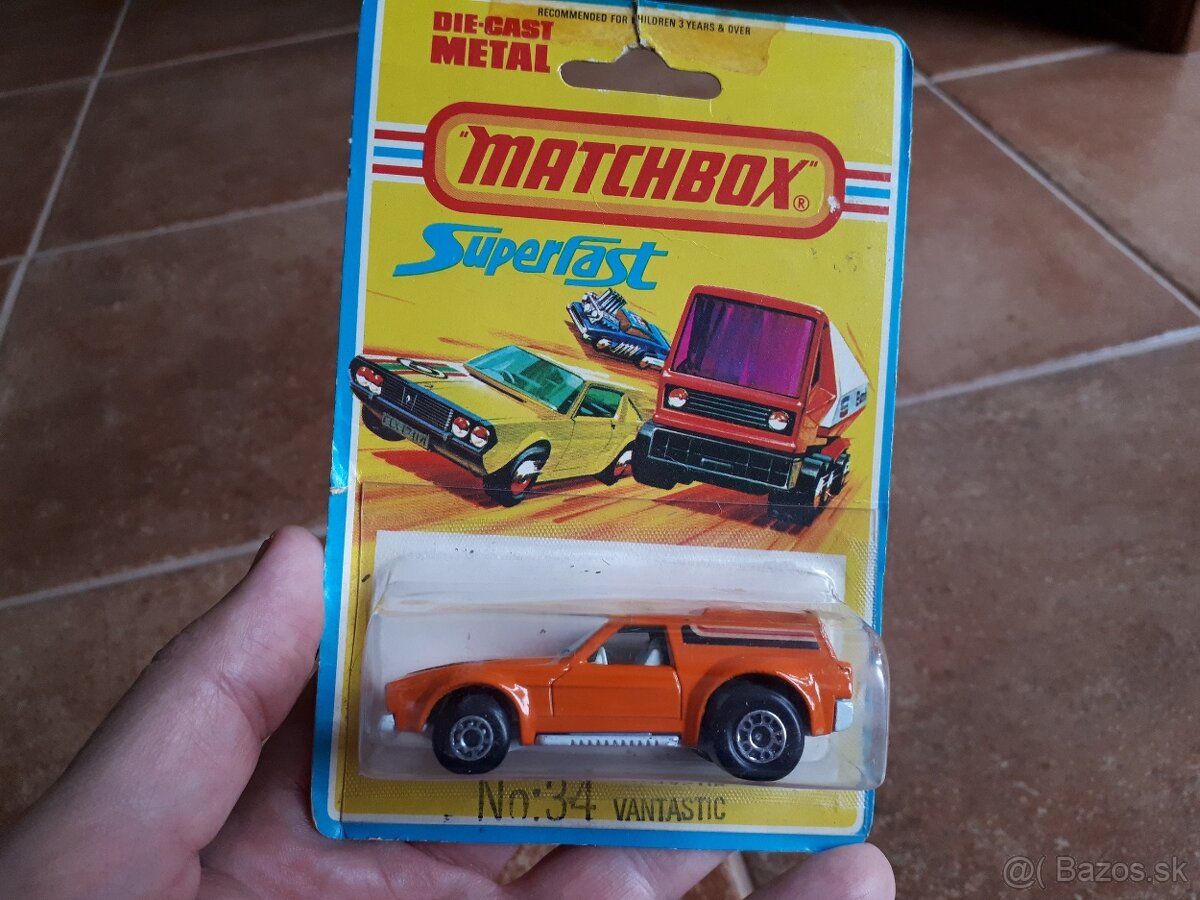 RECOMMENDED FOR CHILDREN 3 YEARS & OVER
DIE-CAST
METAL
"MATCHBOX"®
Superfast
No:34 VANTASTIC
@( Bazos.sk